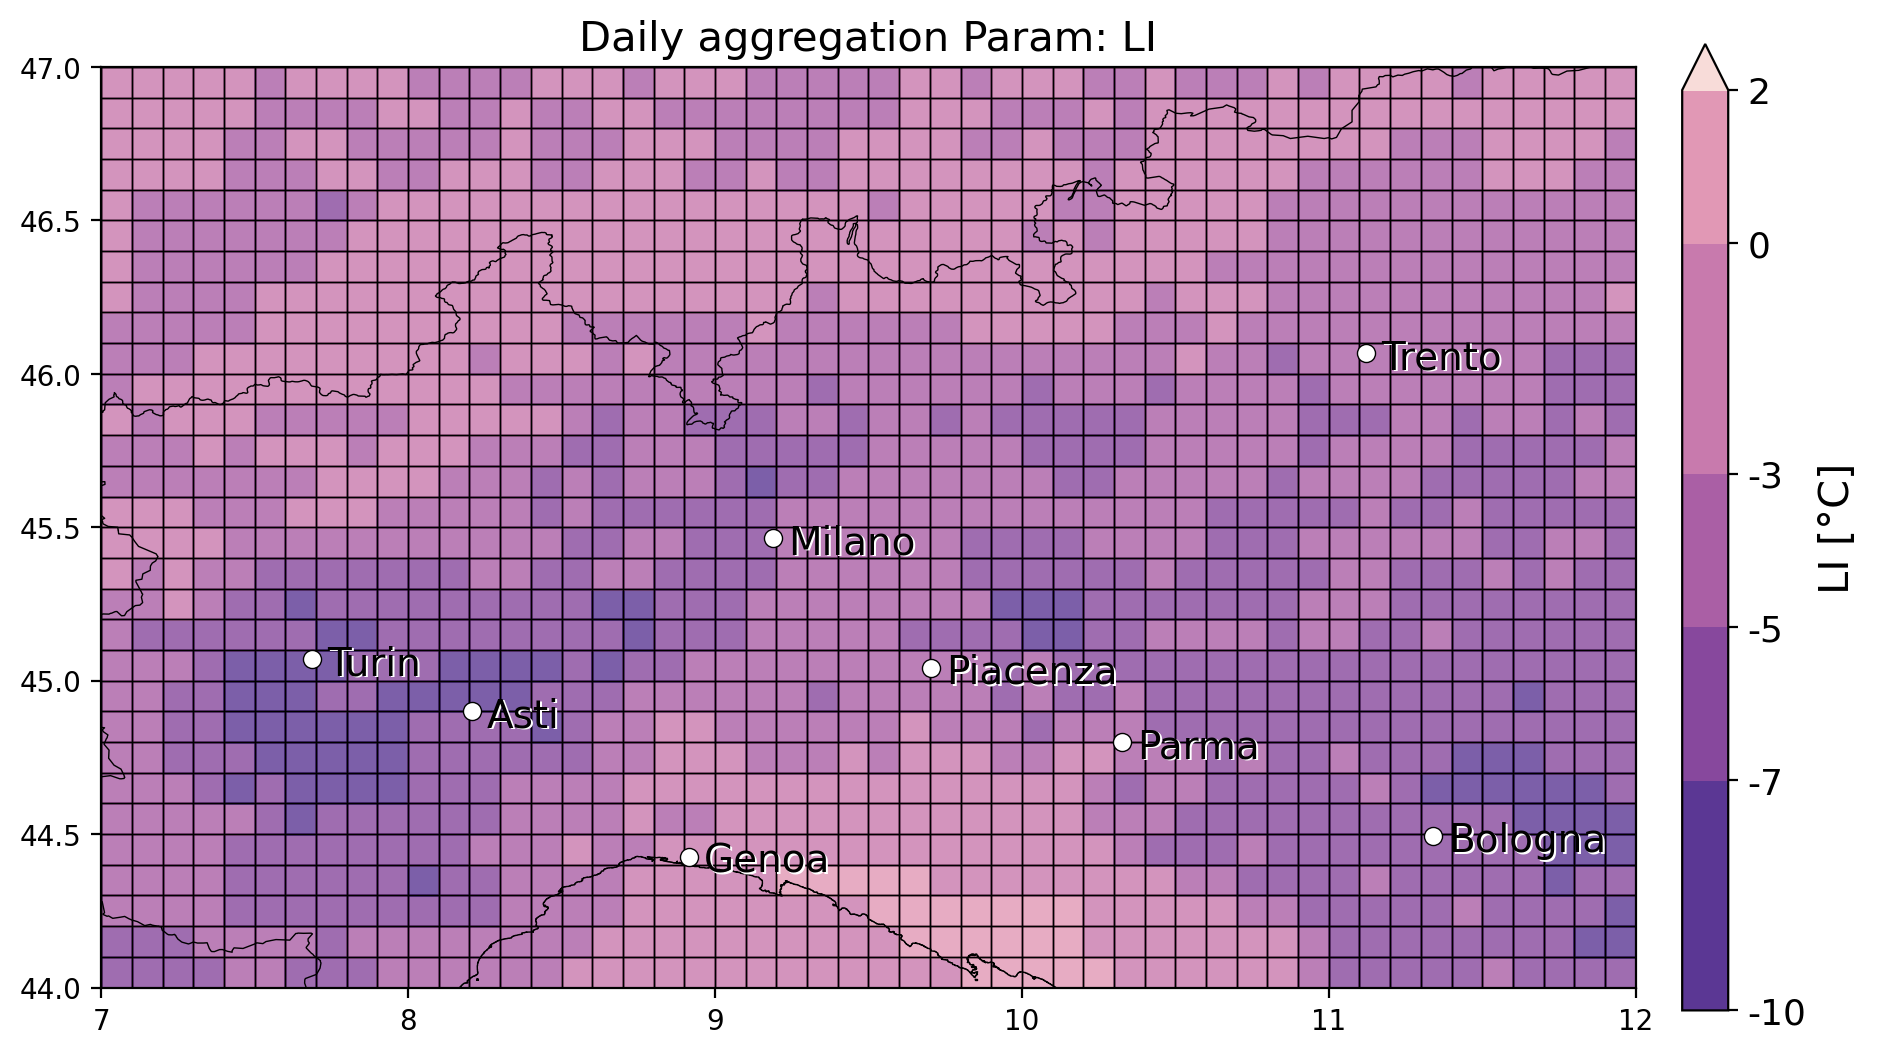 Daily aggregation Param: LI
47.0
46.5
46.0
45.5
45.0
44.5
44.0
7
8
9
10
11
12
Trento
Milano
Turin
Piacenza
Asti
Parma
Bologna
Genoa
2
0
-3
-5
-7
-10
LI [°C]